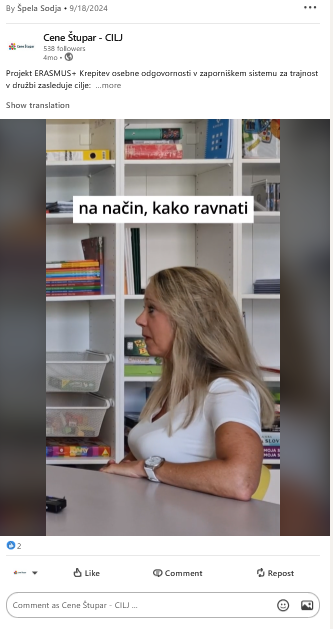 By Špela Sodja • 9/18/2024
Cene Štupar - CILJ
538 followers
4mo •
Projekt ERASMUS+ Krepitev osebne odgovornosti v zaporniškem sistemu za trajnost
v družbi zasleduje cilje: ...more
Show translation
na način, kako ravnati
2
Like
Comment
Repost
Comment as Cene Štupar - CILJ ...